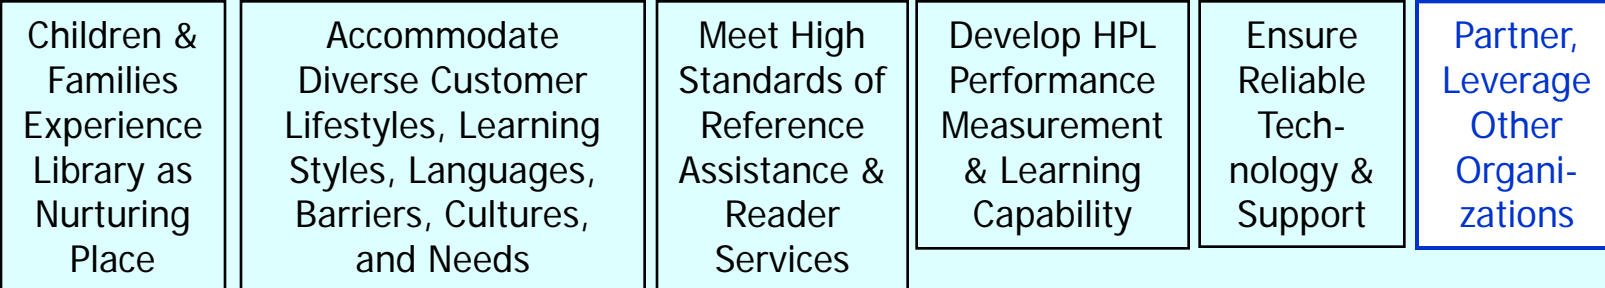 Children &
Families
Experience
Library as
Nurturing
Place
Accommodate
Diverse Customer
Lifestyles, Learning
Styles, Languages,
Barriers, Cultures,
and Needs
Meet High
Standards of
Reference
Assistance &
Reader
Services
Develop HPL
Performance
Measurement
& Learning
Capability
Ensure
Reliable
Tech-
nology &
Support
Partner,
Leverage
Other
Organi-
zations